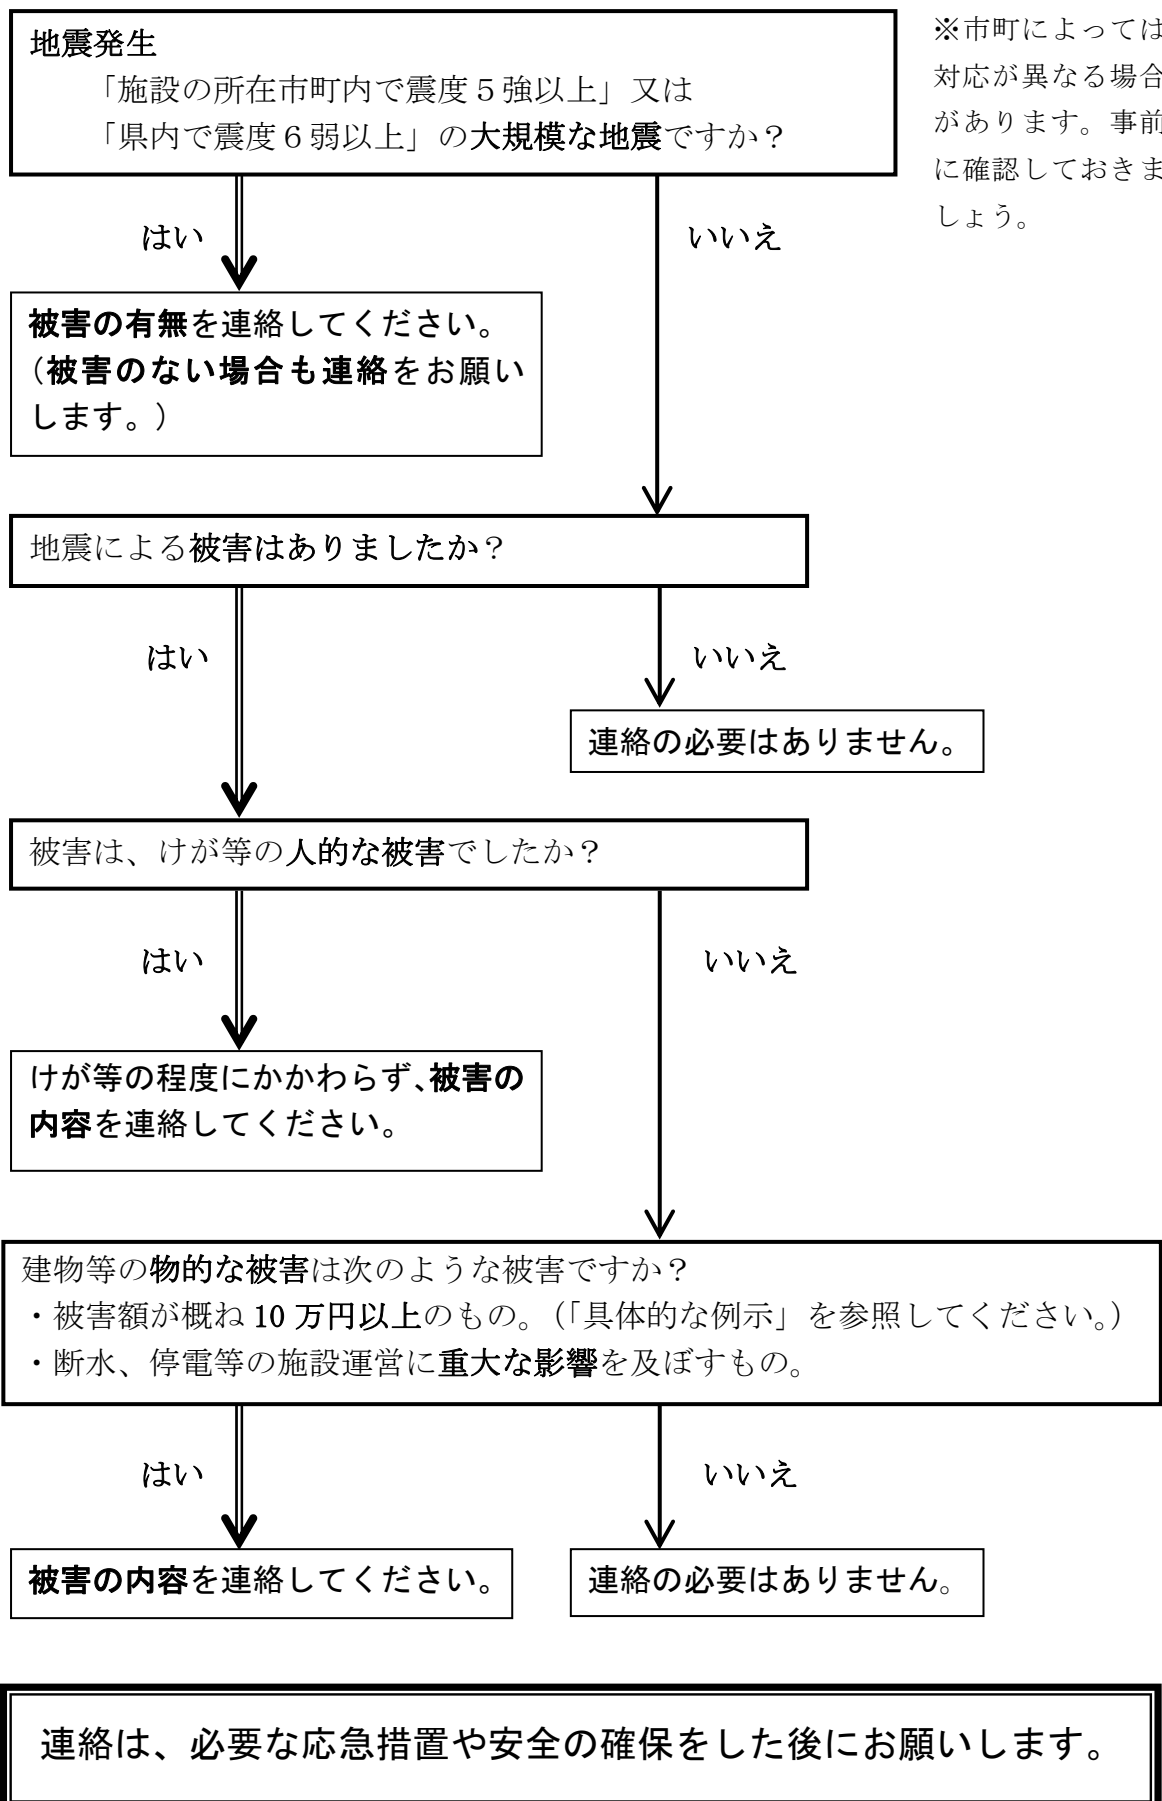 地震発生
「施設の所在市町内で震度５強以上」又は
「県内で震度６弱以上」の大規模な地震ですか？
※市町によっては
対応が異なる場合
があります。事前
に確認しておきま
しょう。
はい
いいえ
被害の有無を連絡してください。
（被害のない場合も連絡をお願い
します。）
地震による被害はありましたか？
はい
いいえ
連絡の必要はありません。
被害は、けが等の人的な被害でしたか？
はい
いいえ
けが等の程度にかかわらず、被害の
内容を連絡してください。
建物等の物的な被害は次のような被害ですか？
・被害額が概ね 10 万円以上のもの。（「具体的な例示」を参照してください。）
・断水、停電等の施設運営に重大な影響を及ぼすもの。
はい
いいえ
被害の内容を連絡してください。
連絡の必要はありません。
連絡は、必要な応急措置や安全の確保をした後にお願いします。